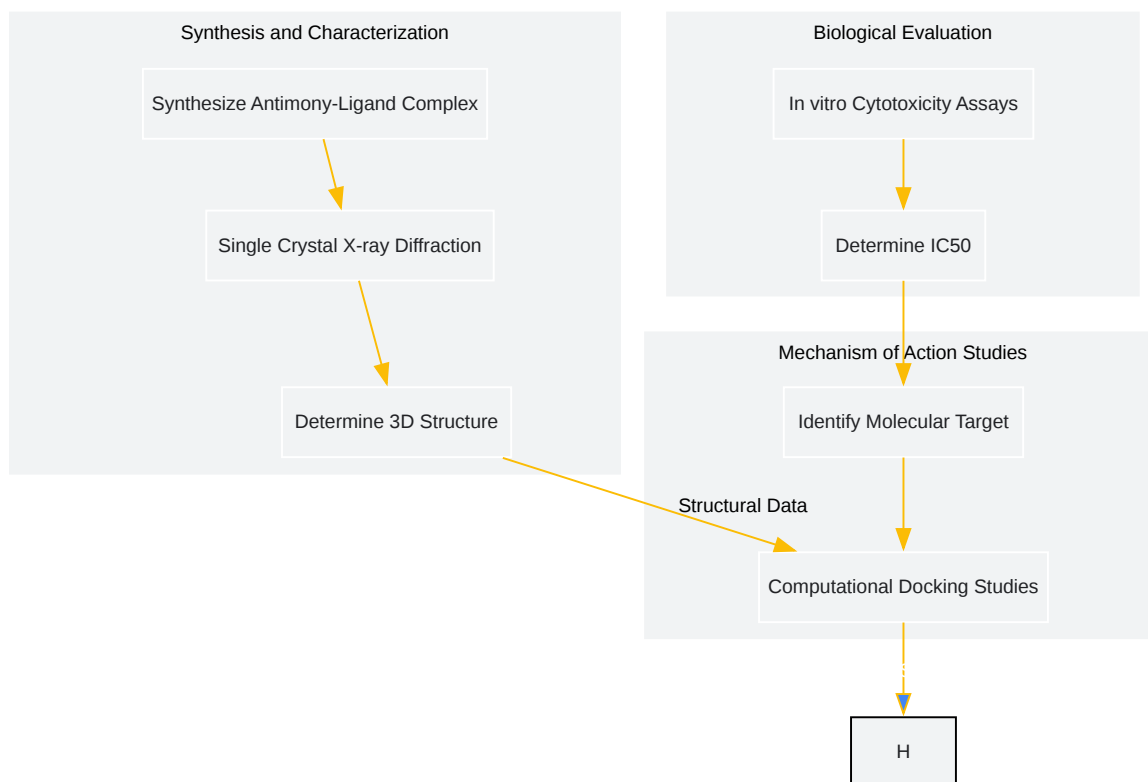 Synthesis and Characterization
Synthesize Antimony-Ligand Complex
Single Crystal X-ray Diffraction
Determine 3D Structure
Biological Evaluation
In vitro Cytotoxicity Assays
Determine IC50
Mechanism of Action Studies
Identify Molecular Target
Structural Data
Computational Docking Studies
H